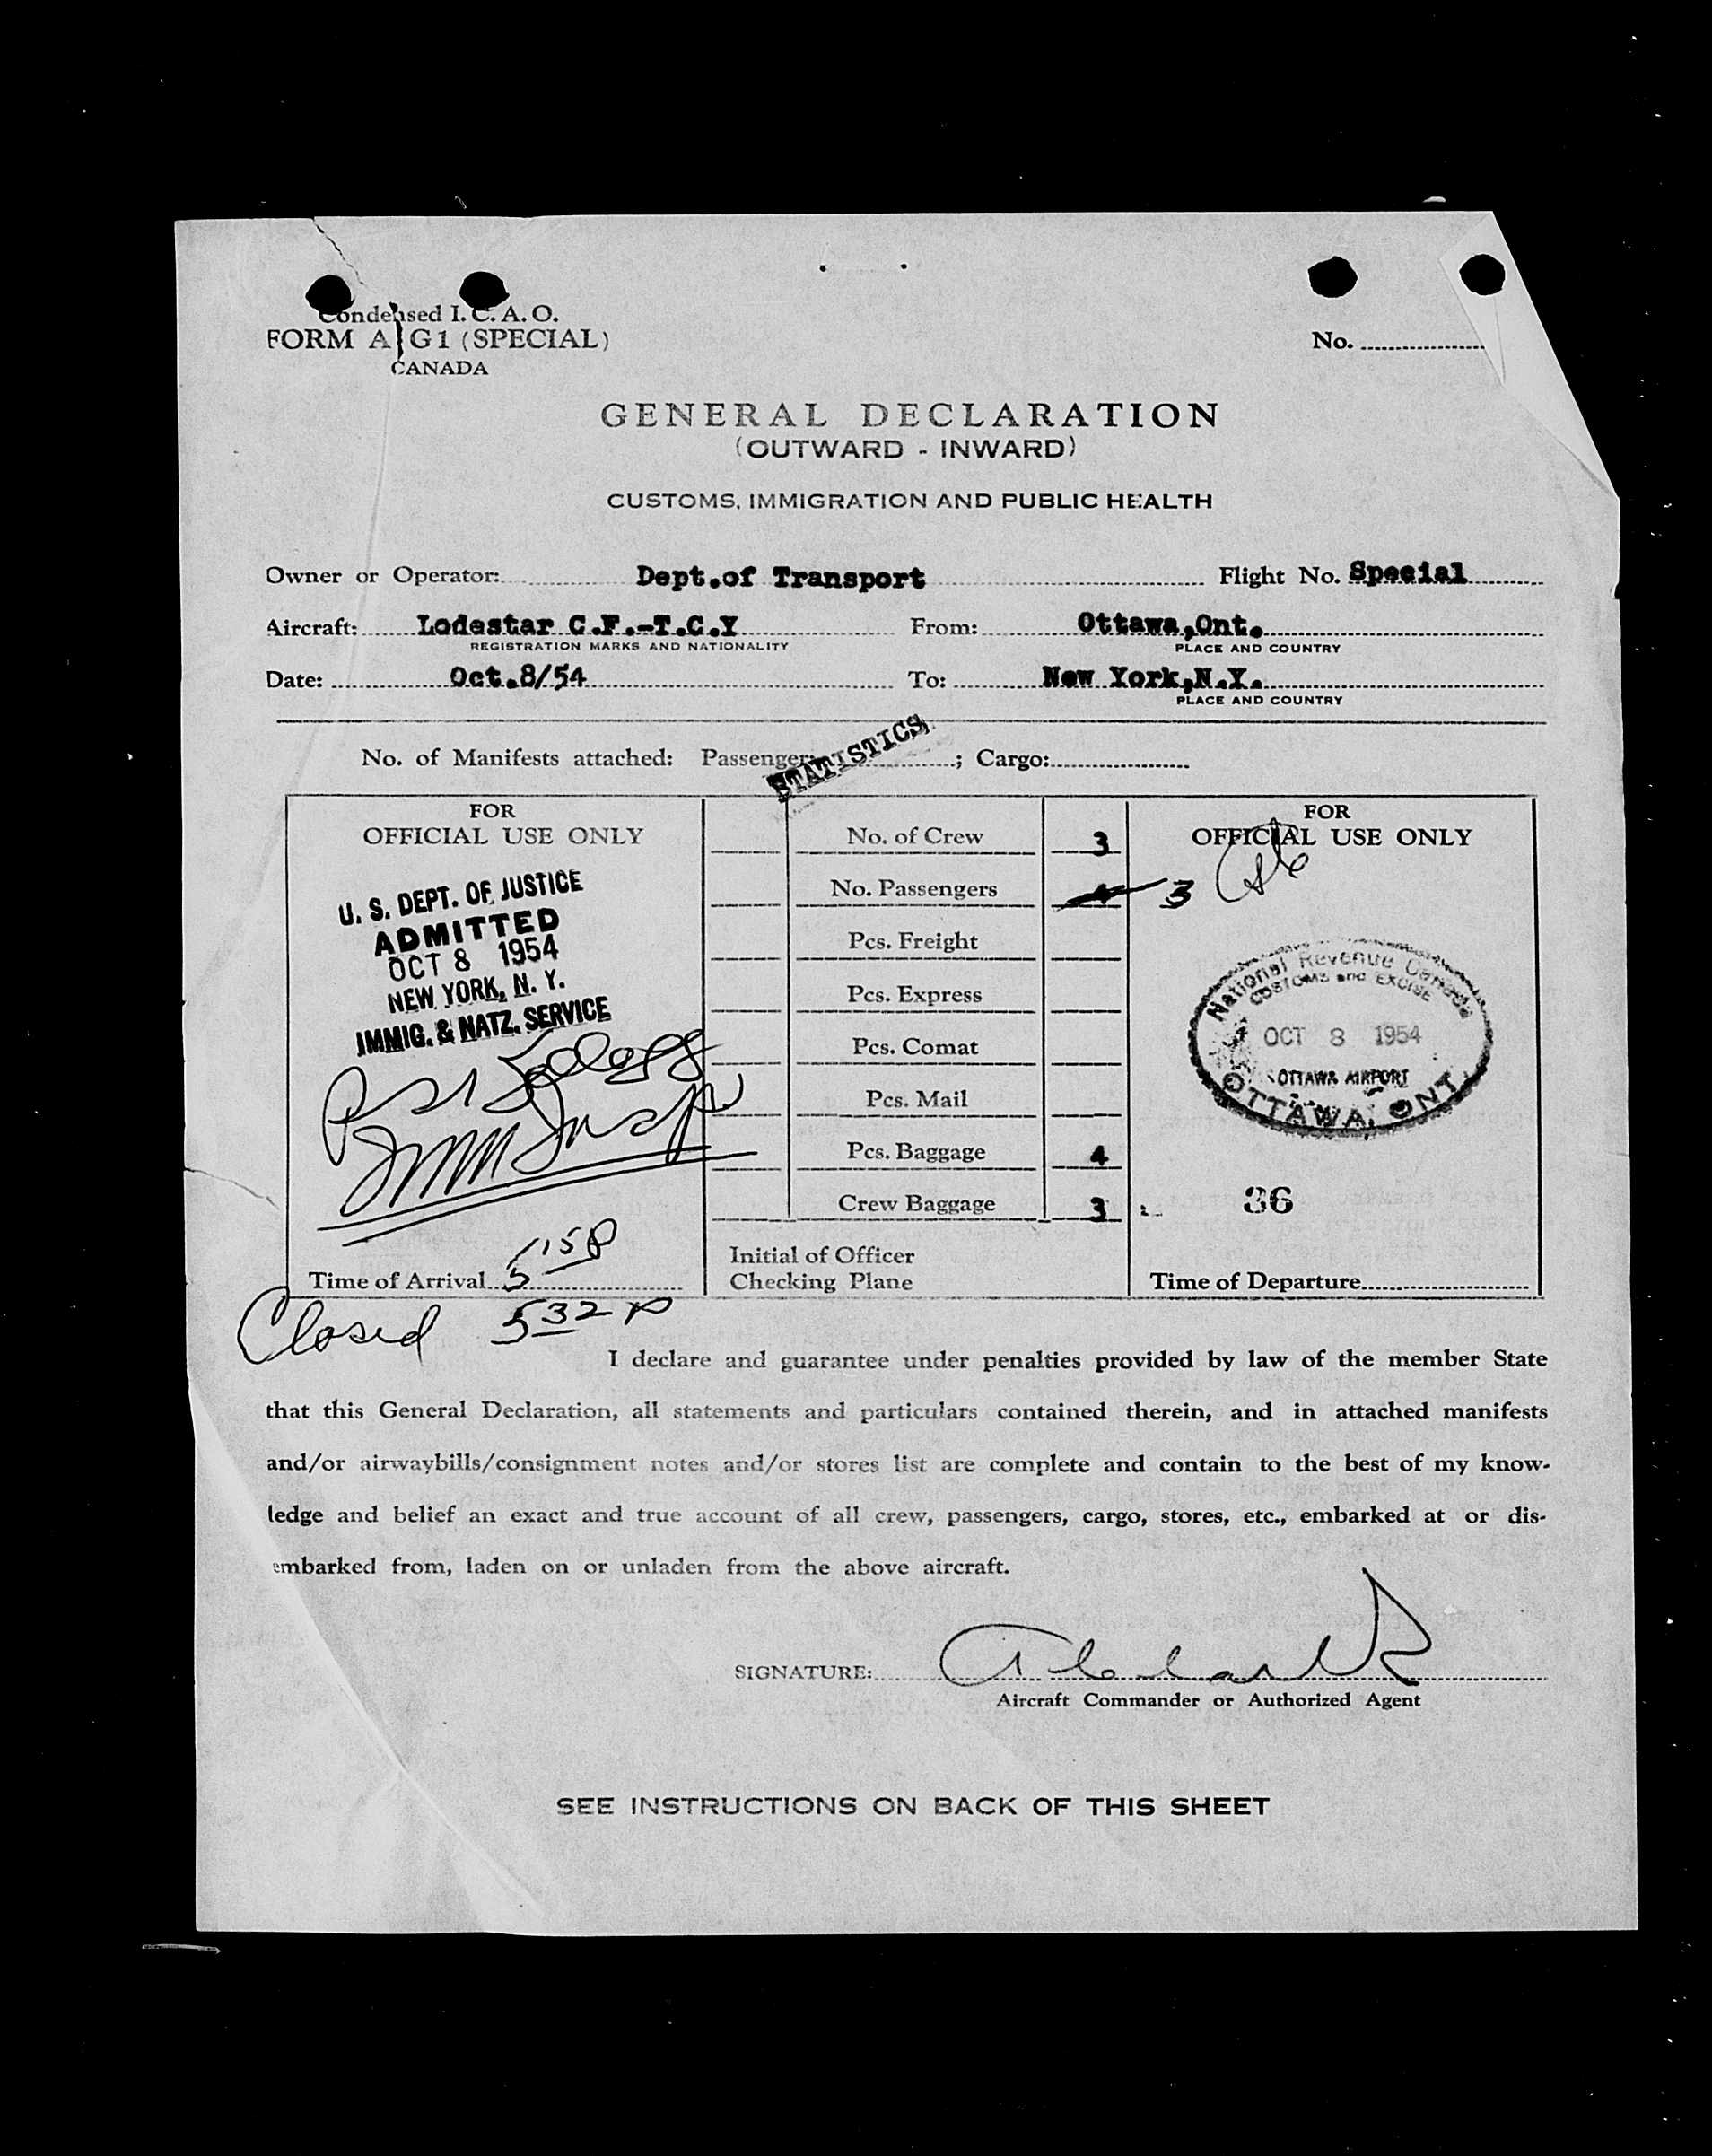 Condensed I.C.A.O.
FORM A G1 (SPECIAL)
CANADA
No.
GENERAL DECLARATION
(OUTWARD - INWARD)
CUSTOMS, IMMIGRATION AND PUBLIC HEALTH
Owner or Operator: Dept.of Transport Flight No. Special
Aircraft: Lodestar C.F.-T.C.Y From: Ottawa,Ont.
REGISTRATION MARKS AND NATIONALITY PLACE AND COUNTRY
Date: Oct.8/54 To: New York,N.Y.
PLACE AND COUNTRY
STATISTICS
No. of Manifests attached: Passenger: ; Cargo:
FOR
OFFICIAL USE ONLY
U. S. DEPT. OF JUSTICE
ADMITTED
OCT 8 1954
NEW YORK, N. Y.
IMMIG. & NATZ. SERVICE
Imm Insp
Time of Arrival 5 15 P
Closed 5 32 P
No. of Crew 3
No. Passengers 4 3
Pcs. Freight
Pcs. Express
Pcs. Comat
Pcs. Mail
Pcs. Baggage 4
Crew Baggage 3
Initial of Officer
Checking Plane
FOR
OFFICIAL USE ONLY
National Revenue Canada
CUSTOMS and EXCISE
OCT 8 1954
OTTAWA AIRPORT
OTTAWA, ONT.
36
Time of Departure
I declare and guarantee under penalties provided by law of the member State
that this General Declaration, all statements and particulars contained therein, and in attached manifests
and/or airwaybills/consignment notes and/or stores list are complete and contain to the best of my know-
ledge and belief an exact and true account of all crew, passengers, cargo, stores, etc., embarked at or dis-
embarked from, laden on or unladen from the above aircraft.
SIGNATURE:
Aircraft Commander or Authorized Agent
SEE INSTRUCTIONS ON BACK OF THIS SHEET